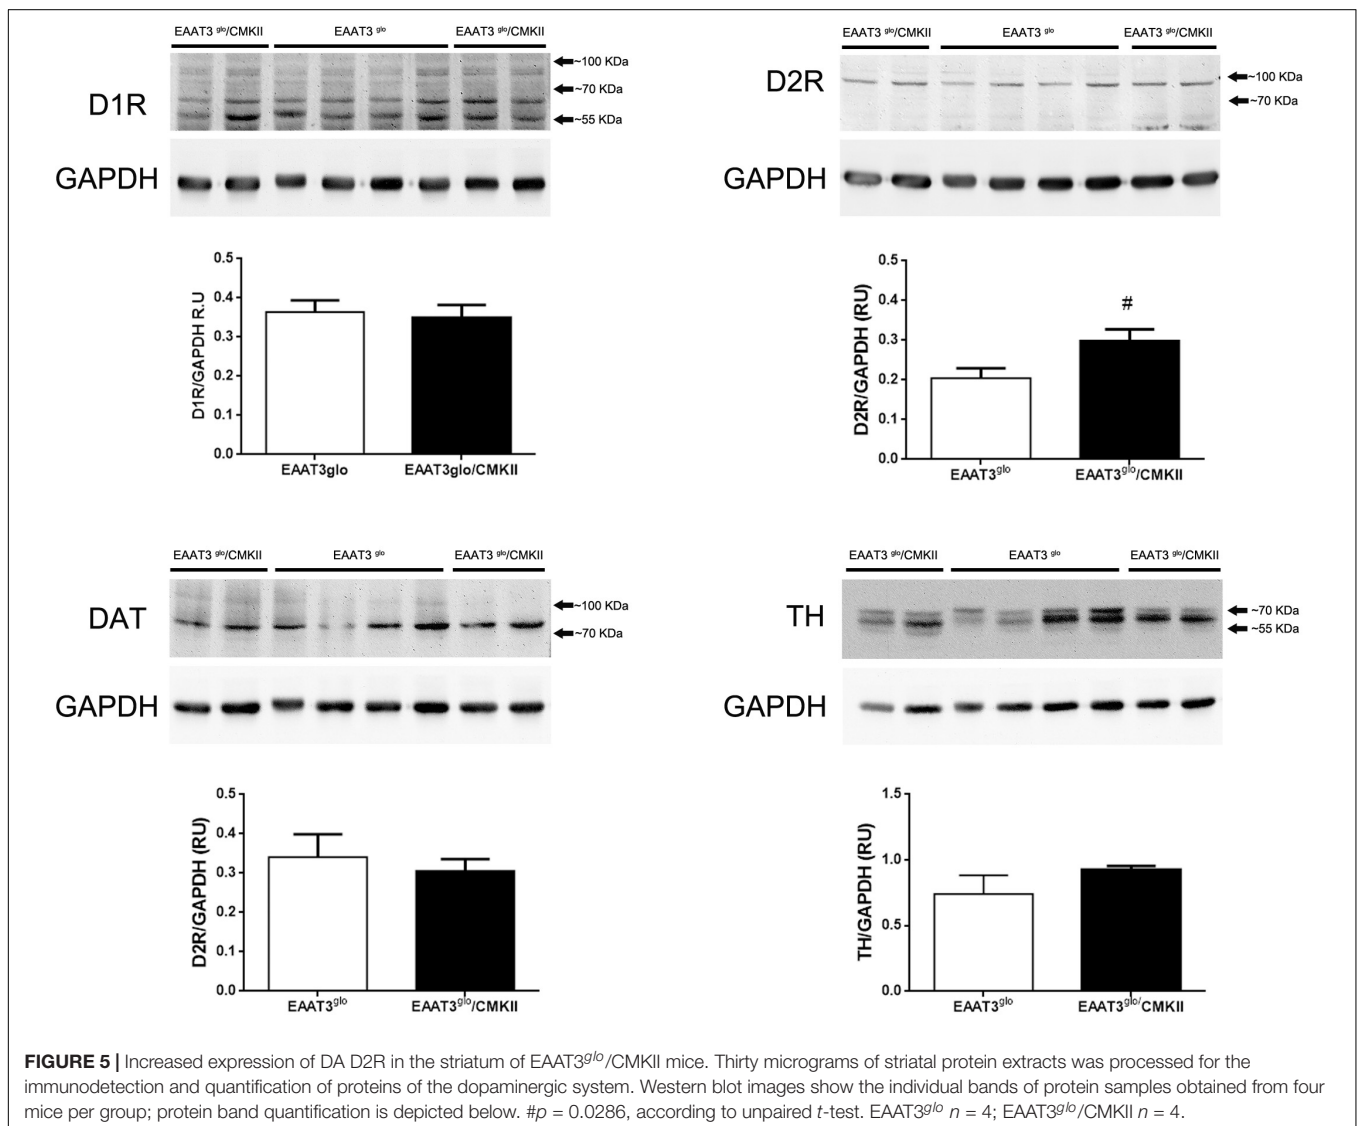 EAAT3 glo/CMKII EAAT3 glo EAAT3 glo/CMKII
D1R
~100 KDa
~70 KDa
~55 KDa
GAPDH
D1R/GAPDH R.U
0.5
0.4
0.3
0.2
0.1
0.0
EAAT3glo EAAT3glo/CMKII
EAAT3 glo/CMKII EAAT3 glo EAAT3 glo/CMKII
D2R
~100 KDa
~70 KDa
GAPDH
D2R/GAPDH (RU)
0.5
0.4
0.3
0.2
0.1
0.0
#
EAAT3glo EAAT3glo/CMKII
EAAT3 glo/CMKII EAAT3 glo EAAT3 glo/CMKII
DAT
~100 KDa
~70 KDa
GAPDH
D2R/GAPDH (RU)
0.5
0.4
0.3
0.2
0.1
0.0
EAAT3glo EAAT3glo/CMKII
EAAT3 glo/CMKII EAAT3 glo EAAT3 glo/CMKII
TH
~70 KDa
~55 KDa
GAPDH
TH/GAPDH (RU)
1.5
1.0
0.5
0.0
EAAT3glo EAAT3glo/CMKII
FIGURE 5 | Increased expression of DA D2R in the striatum of EAAT3glo/CMKII mice. Thirty micrograms of striatal protein extracts was processed for the
immunodetection and quantification of proteins of the dopaminergic system. Western blot images show the individual bands of protein samples obtained from four
mice per group; protein band quantification is depicted below. #p = 0.0286, according to unpaired t-test. EAAT3glo n = 4; EAAT3glo/CMKII n = 4.